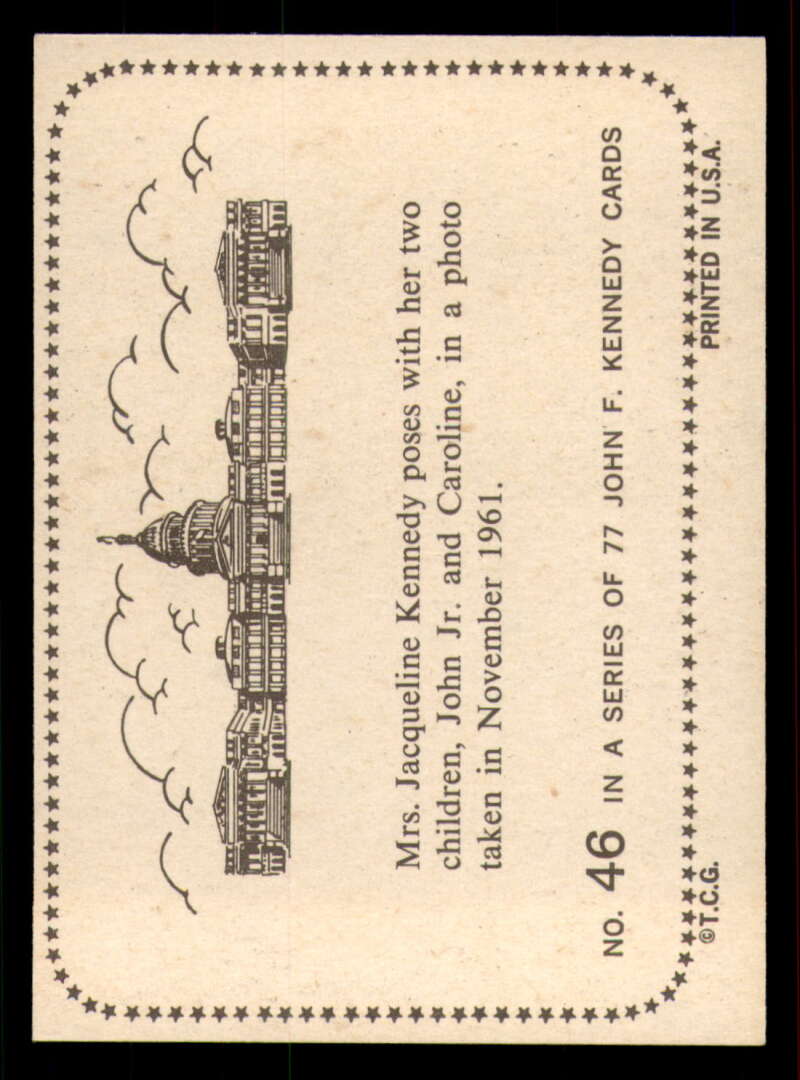 Mrs. Jacqueline Kennedy poses with her two
children, John Jr. and Caroline, in a photo
taken in November 1961.
NO. 46 IN A SERIES OF 77 JOHN F. KENNEDY CARDS
©T.C.G. PRINTED IN U.S.A.